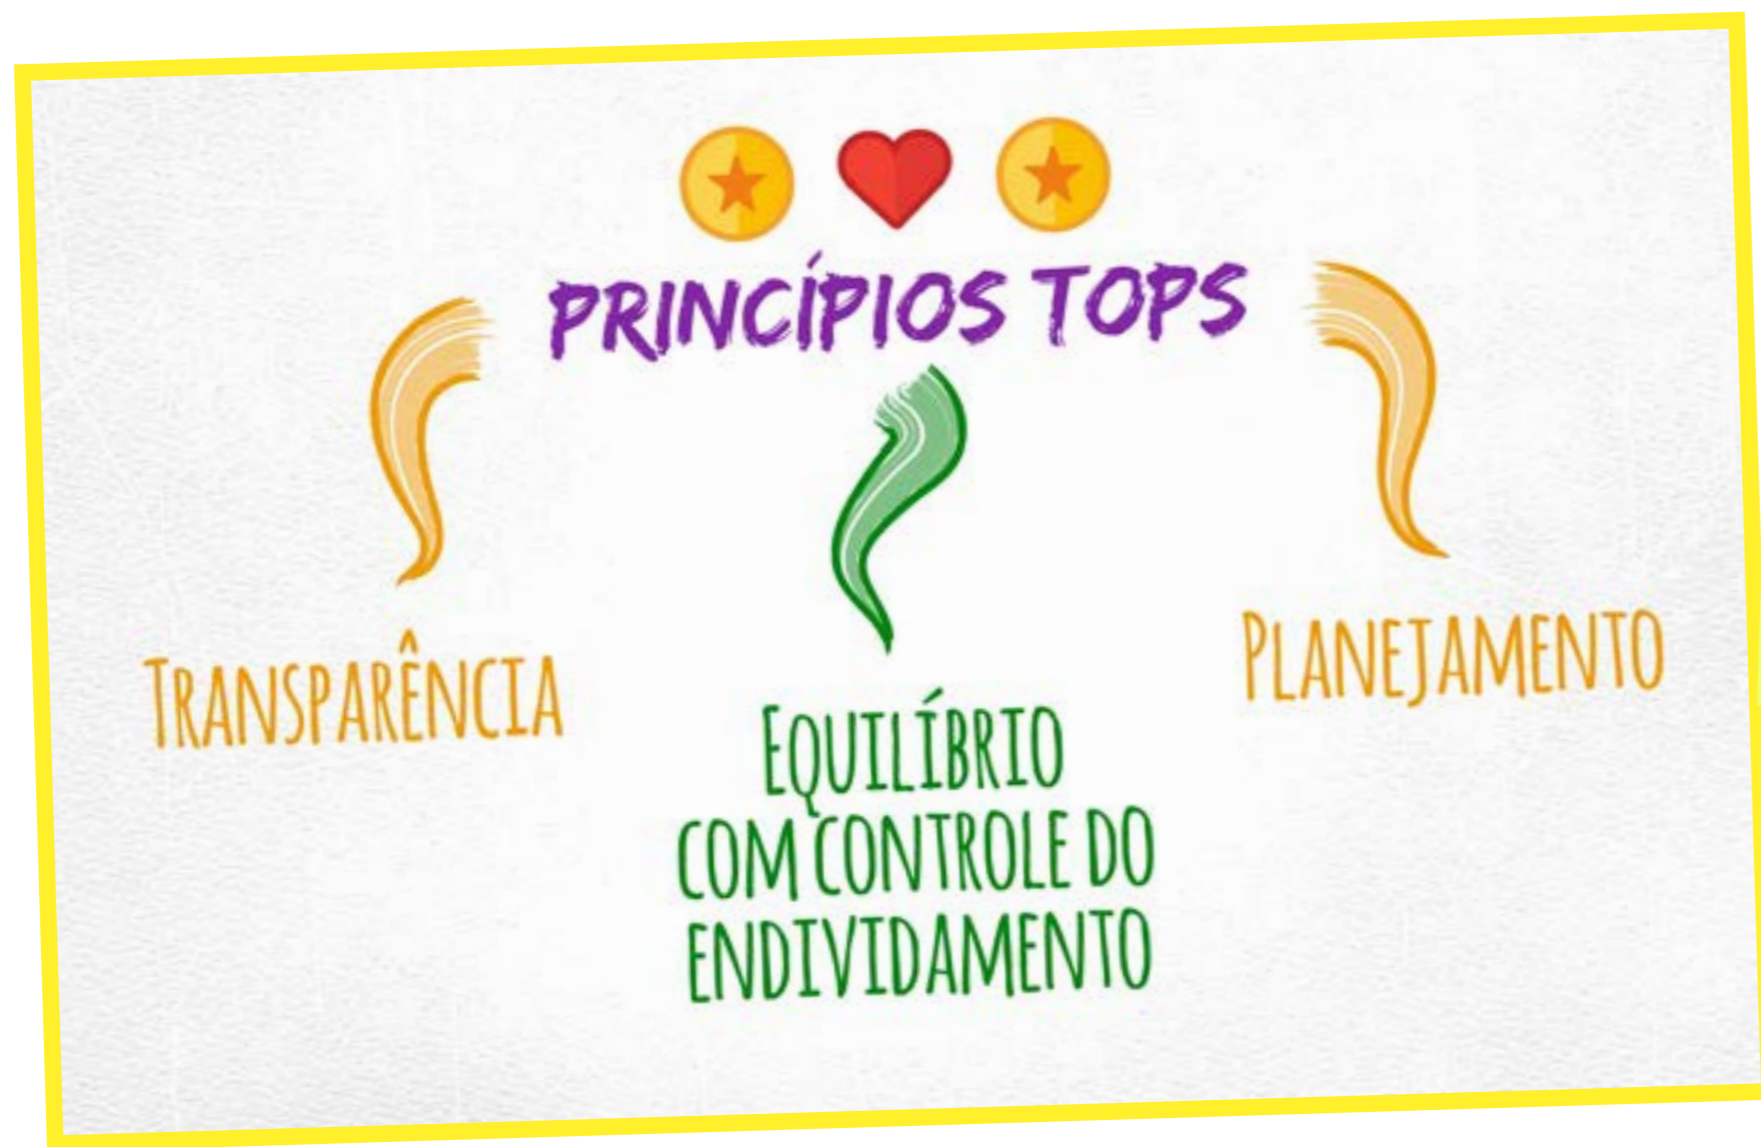 PRINCÍPIOS TOPS
TRANSPARÊNCIA
PLANEJAMENTO
EQUILÍBRIO
COM CONTROLE DO
ENDIVIDAMENTO